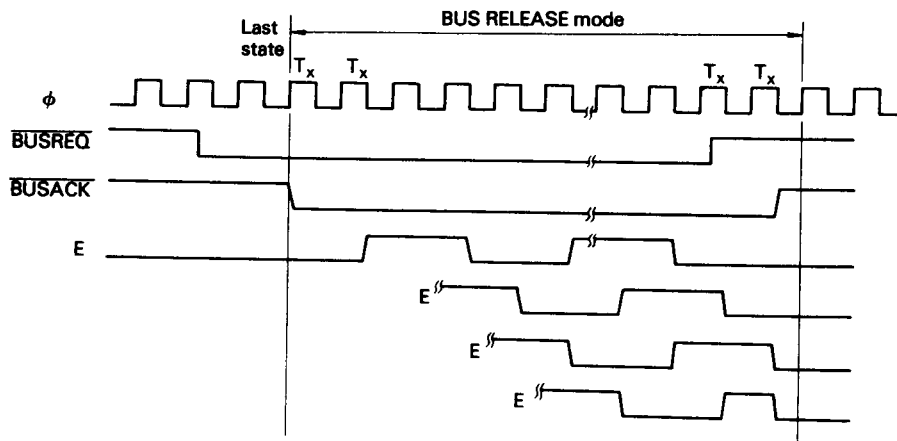 BUS RELEASE mode
Last
state
Tx Tx Tx Tx
φ
BUSREQ
BUSACK
E
E
E
E